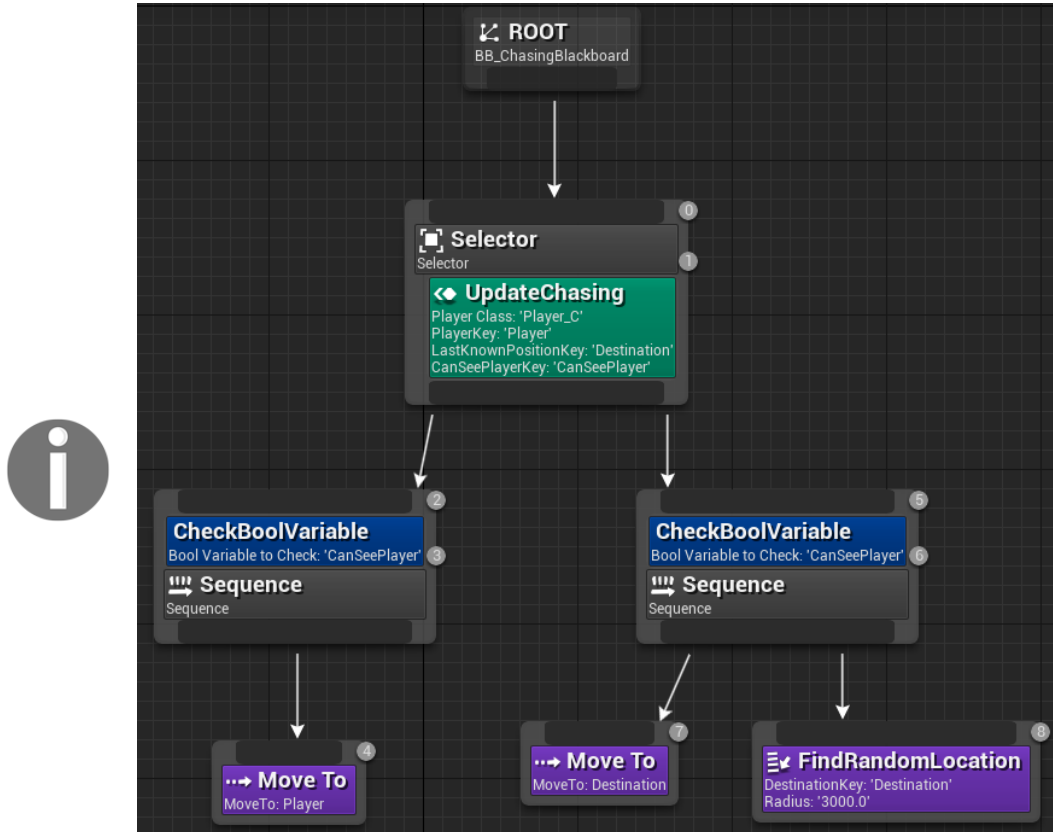 ROOT
BB_ChasingBlackboard
0
Selector
Selector
1
UpdateChasing
Player Class: 'Player_C'
PlayerKey: 'Player'
LastKnownPositionKey: 'Destination'
CanSeePlayerKey: 'CanSeePlayer'
2
CheckBoolVariable
Bool Variable to Check: 'CanSeePlayer'
3
Sequence
Sequence
5
CheckBoolVariable
Bool Variable to Check: 'CanSeePlayer'
6
Sequence
Sequence
4
Move To
MoveTo: Player
7
Move To
MoveTo: Destination
8
FindRandomLocation
DestinationKey: 'Destination'
Radius: '3000.0'